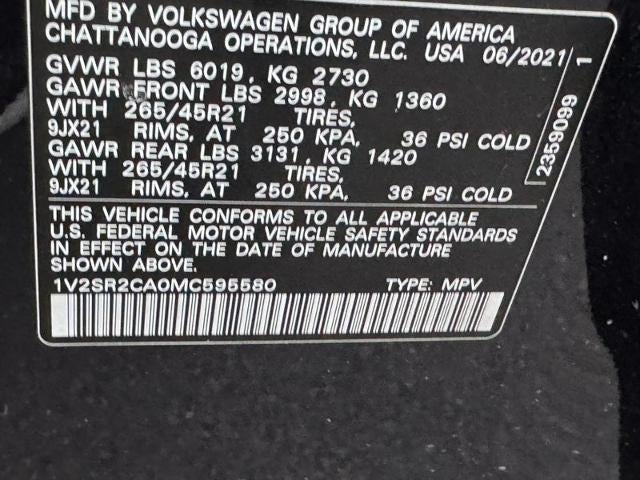 MFD BY VOLKSWAGEN GROUP OF AMERICA
CHATTANOOGA OPERATIONS, LLC. USA 06/2021
GVWR LBS 6019, KG 2730
GAWR FRONT LBS 2998, KG 1360
WITH 265/45R21 TIRES,
9JX21 RIMS, AT 250 KPA, 36 PSI COLD
GAWR REAR LBS 3131, KG 1420
WITH 265/45R21 TIRES,
9JX21 RIMS, AT 250 KPA, 36 PSI COLD
THIS VEHICLE CONFORMS TO ALL APPLICABLE
U.S. FEDERAL MOTOR VEHICLE SAFETY STANDARDS
IN EFFECT ON THE DATE OF MANUFACTURE
SHOWN ABOVE.
1V2SR2CA0MC595580 TYPE: MPV
2359099 1